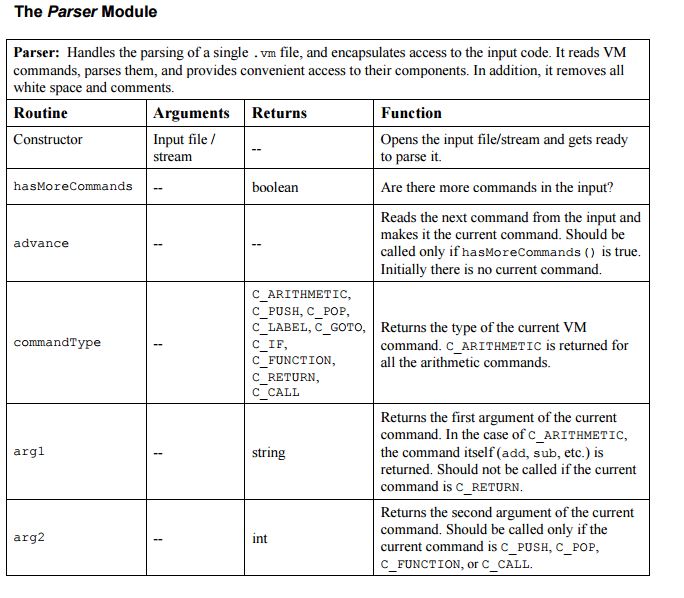 The Parser Module
Parser: Handles the parsing of a single .vm file, and encapsulates access to the input code. It reads VM
commands, parses them, and provides convenient access to their components. In addition, it removes all
white space and comments.
Routine Arguments Returns Function
Constructor Input file / stream -- Opens the input file/stream and gets ready
to parse it.
hasMoreCommands -- boolean Are there more commands in the input?
advance -- -- Reads the next command from the input and
makes it the current command. Should be
called only if hasMoreCommands() is true.
Initially there is no current command.
commandType --
C_ARITHMETIC,
C_PUSH, C_POP,
C_LABEL, C_GOTO,
C_IF,
C_FUNCTION,
C_RETURN,
C_CALL
Returns the type of the current VM
command. C_ARITHMETIC is returned for
all the arithmetic commands.
arg1 -- string
Returns the first argument of the current
command. In the case of C_ARITHMETIC,
the command itself (add, sub, etc.) is
returned. Should not be called if the current
command is C_RETURN.
arg2 -- int
Returns the second argument of the current
command. Should be called only if the
current command is C_PUSH, C_POP,
C_FUNCTION, or C_CALL.